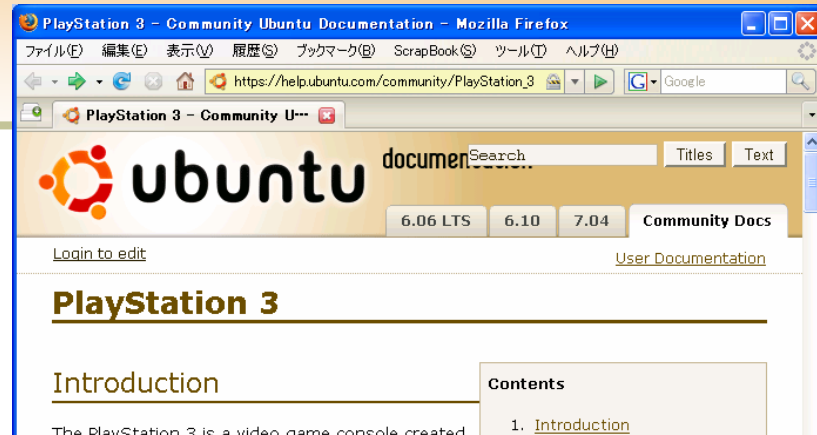 PlayStation 3 - Community Ubuntu Documentation - Mozilla Firefox
ファイル(F) 編集(E) 表示(V) 履歴(S) ブックマーク(B) ScrapBook(S) ツール(T) ヘルプ(H)
https://help.ubuntu.com/community/PlayStation_3 G Google
PlayStation 3 - Community U…
ubuntu documen Search Titles Text
6.06 LTS 6.10 7.04 Community Docs
Login to edit User Documentation
PlayStation 3
Introduction
Contents
1. Introduction
The PlayStation 3 is a video game console created